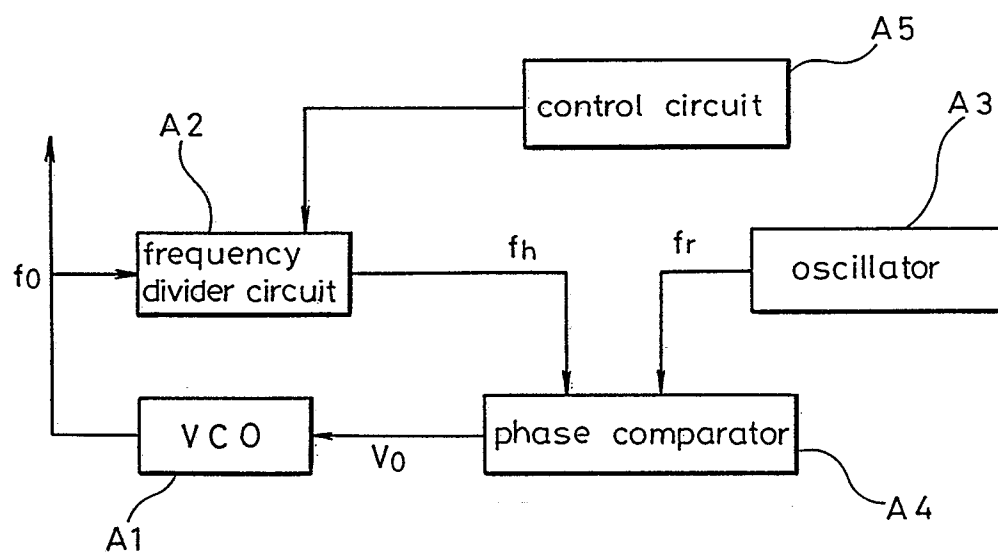 A5
control circuit
A3
A2
frequency
divider circuit
fh
fr
oscillator
f0
VCO
V0
phase comparator
A1
A4